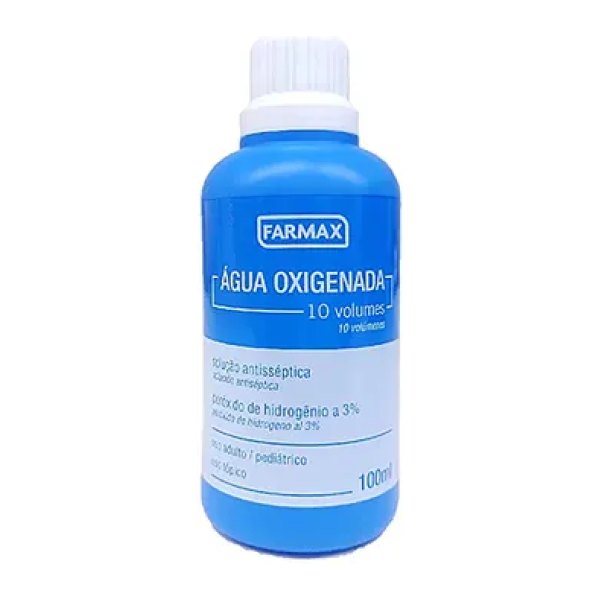 FARMAX
ÁGUA OXIGENADA
10 volumes
10 volúmenes
solução antisséptica
solución antiséptica
peróxido de hidrogênio a 3%
peróxido de hidrogeno al 3%
uso adulto / pediátrico
uso tópico
100ml